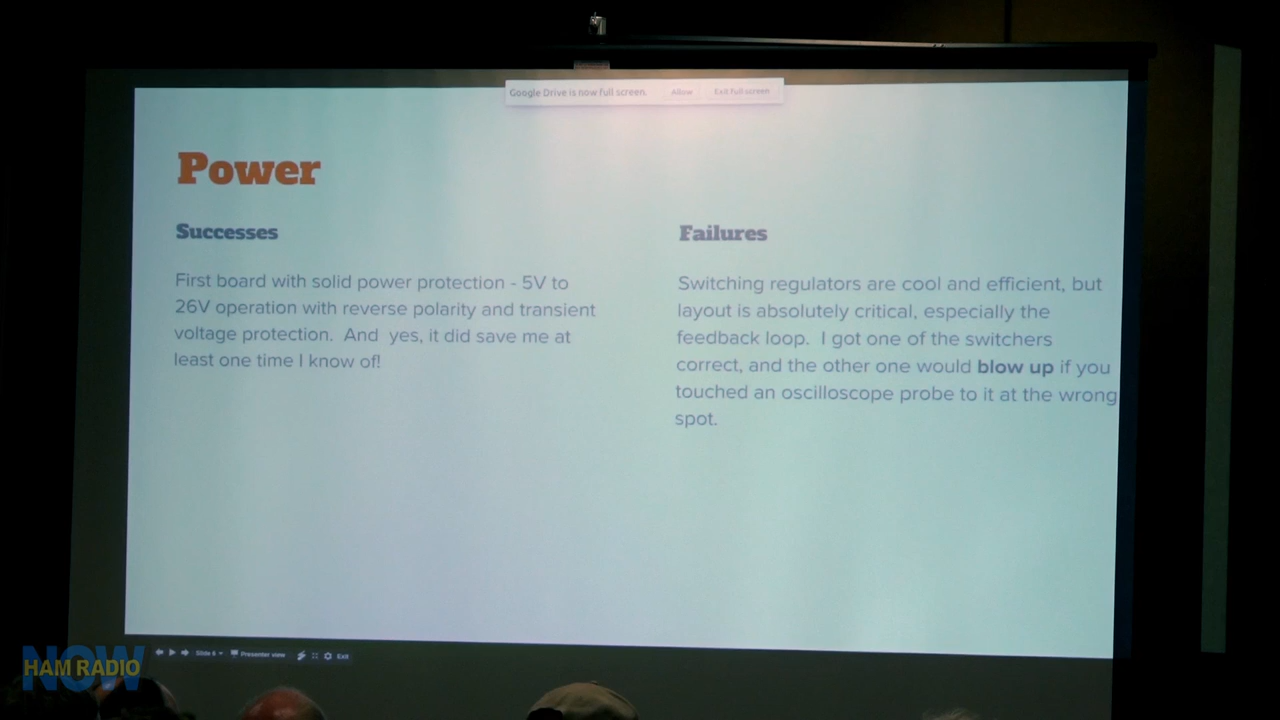 Google Drive is now full screen. Allow Exit full screen
Power
Successes
First board with solid power protection - 5V to
26V operation with reverse polarity and transient
voltage protection. And yes, it did save me at
least one time I know of!
Failures
Switching regulators are cool and efficient, but
layout is absolutely critical, especially the
feedback loop. I got one of the switchers
correct, and the other one would blow up if you
touched an oscilloscope probe to it at the wrong
spot.
Slide 6 Presenter view Exit
HAM RADIO
NOW